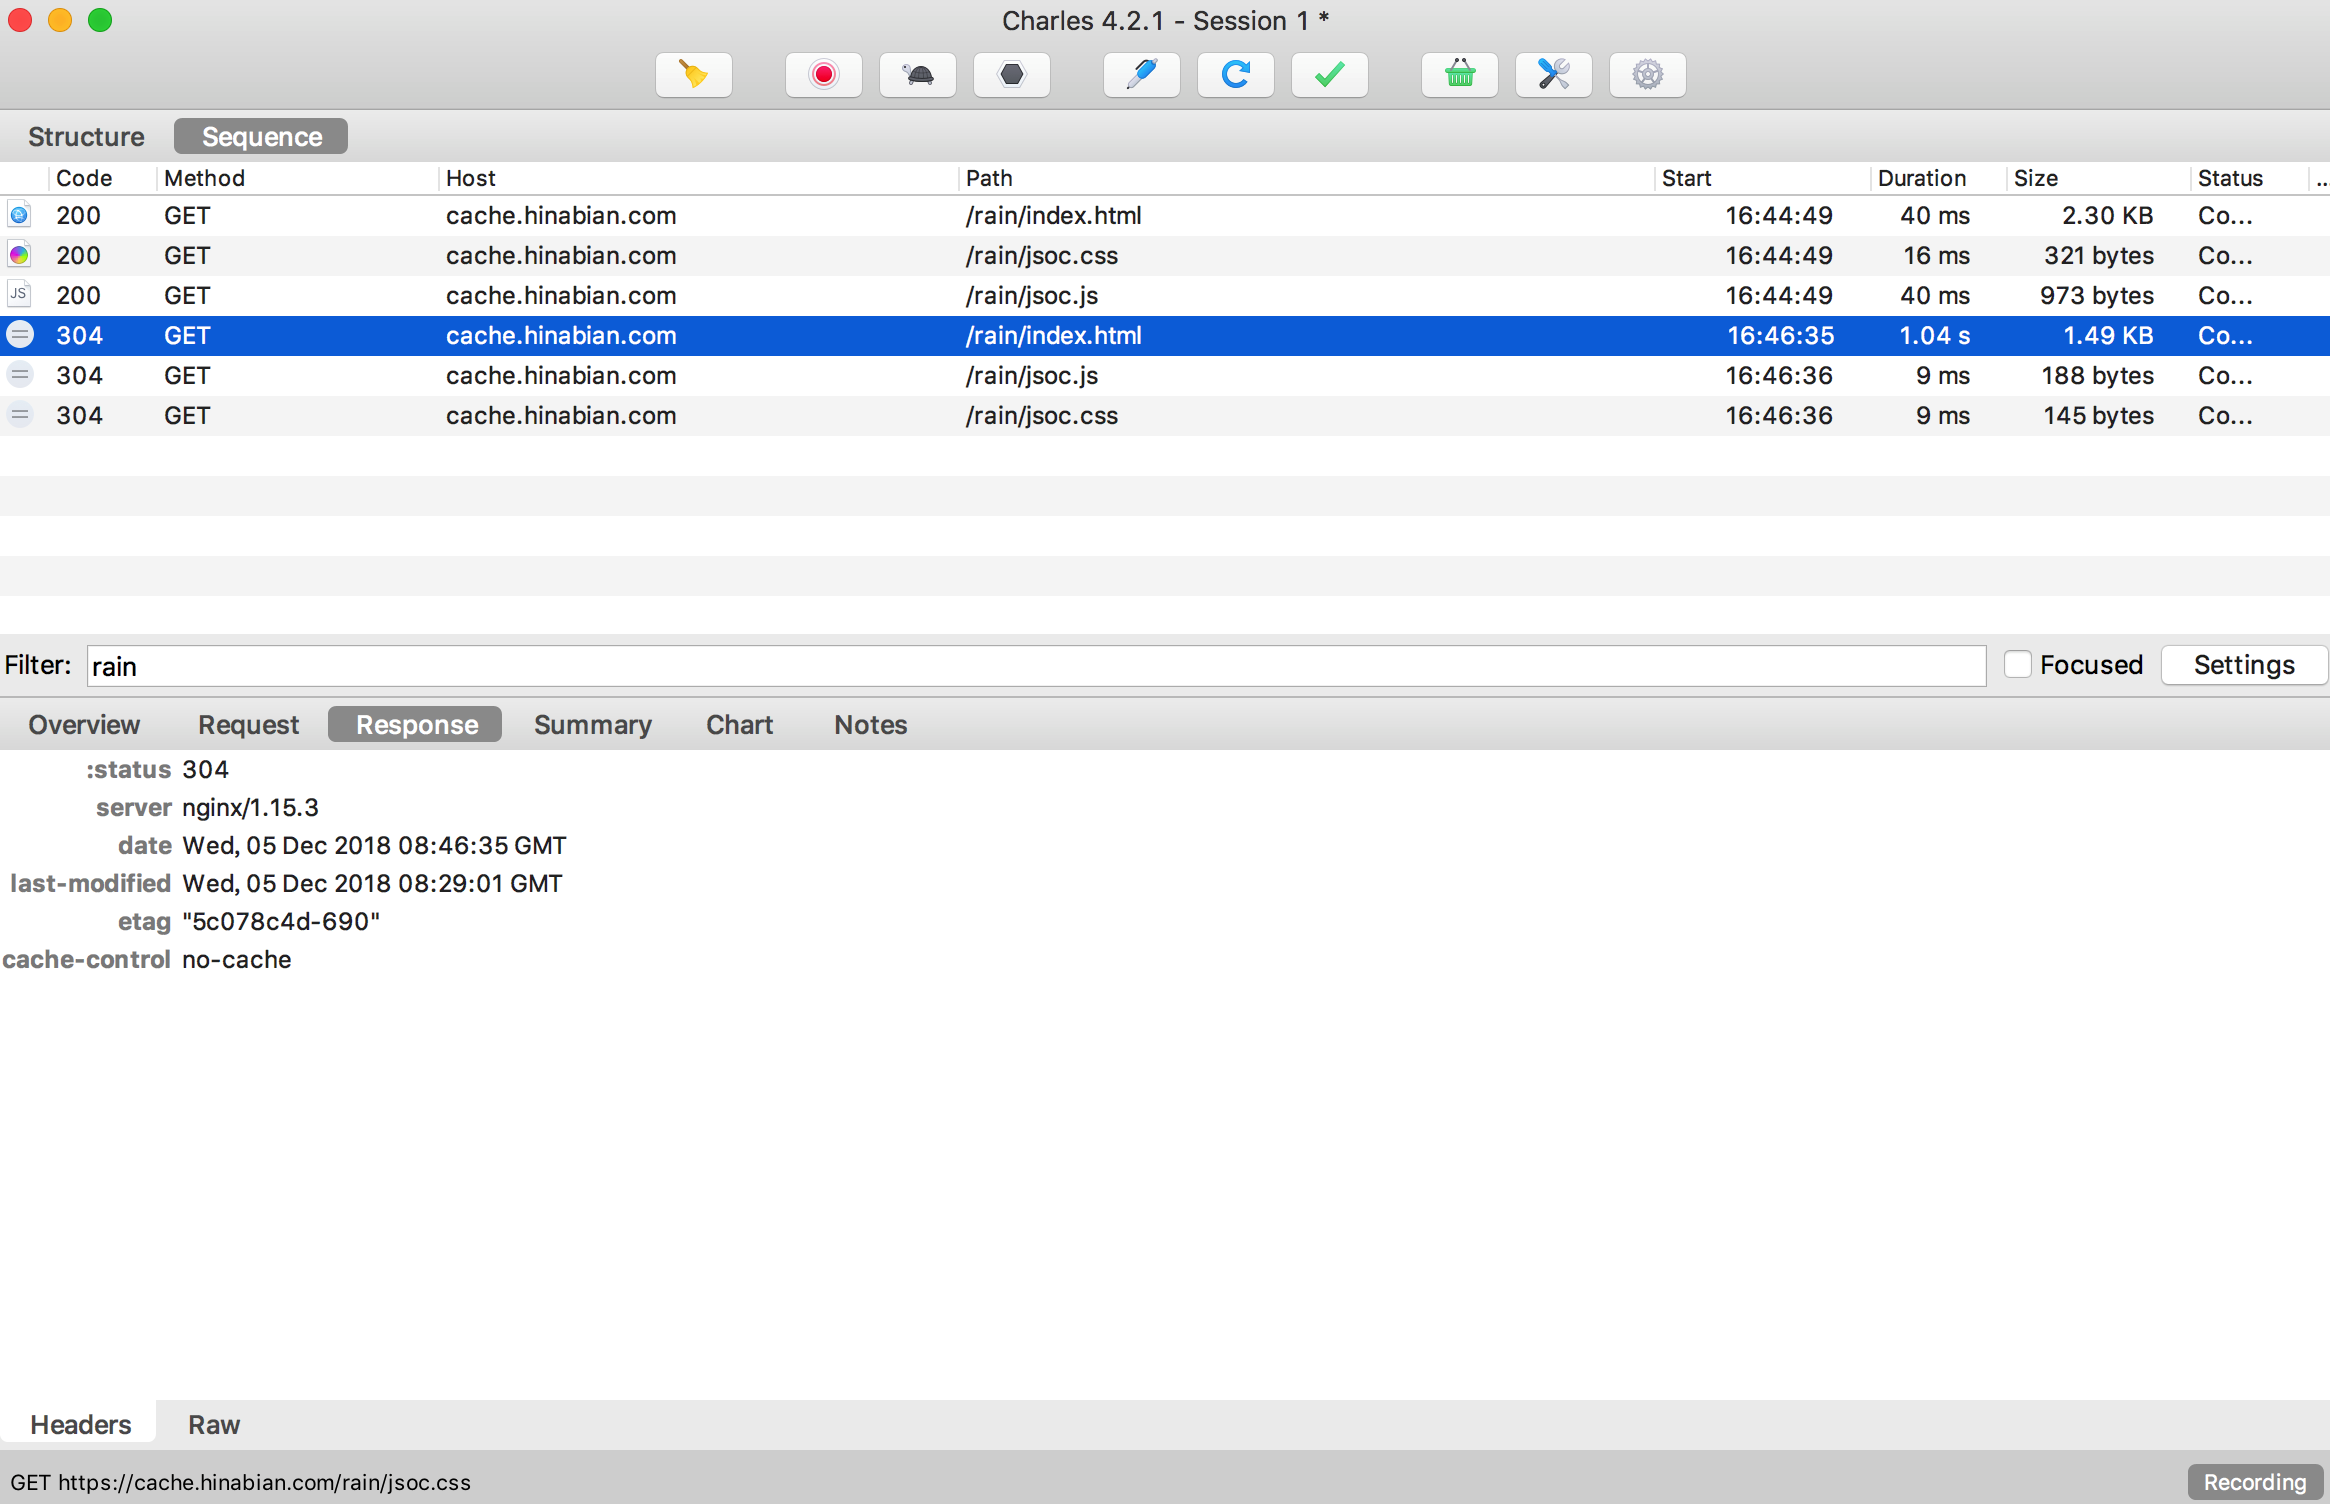 Charles 4.2.1 - Session 1 *
Structure Sequence
Code Method Host Path Start Duration Size Status ...
200 GET cache.hinabian.com /rain/index.html 16:44:49 40 ms 2.30 KB Co...
200 GET cache.hinabian.com /rain/jsoc.css 16:44:49 16 ms 321 bytes Co...
JS 200 GET cache.hinabian.com /rain/jsoc.js 16:44:49 40 ms 973 bytes Co...
304 GET cache.hinabian.com /rain/index.html 16:46:35 1.04 s 1.49 KB Co...
304 GET cache.hinabian.com /rain/jsoc.js 16:46:36 9 ms 188 bytes Co...
304 GET cache.hinabian.com /rain/jsoc.css 16:46:36 9 ms 145 bytes Co...
Filter: rain Focused Settings
Overview Request Response Summary Chart Notes
:status 304
server nginx/1.15.3
date Wed, 05 Dec 2018 08:46:35 GMT
last-modified Wed, 05 Dec 2018 08:29:01 GMT
etag "5c078c4d-690"
cache-control no-cache
Headers Raw
GET https://cache.hinabian.com/rain/jsoc.css Recording